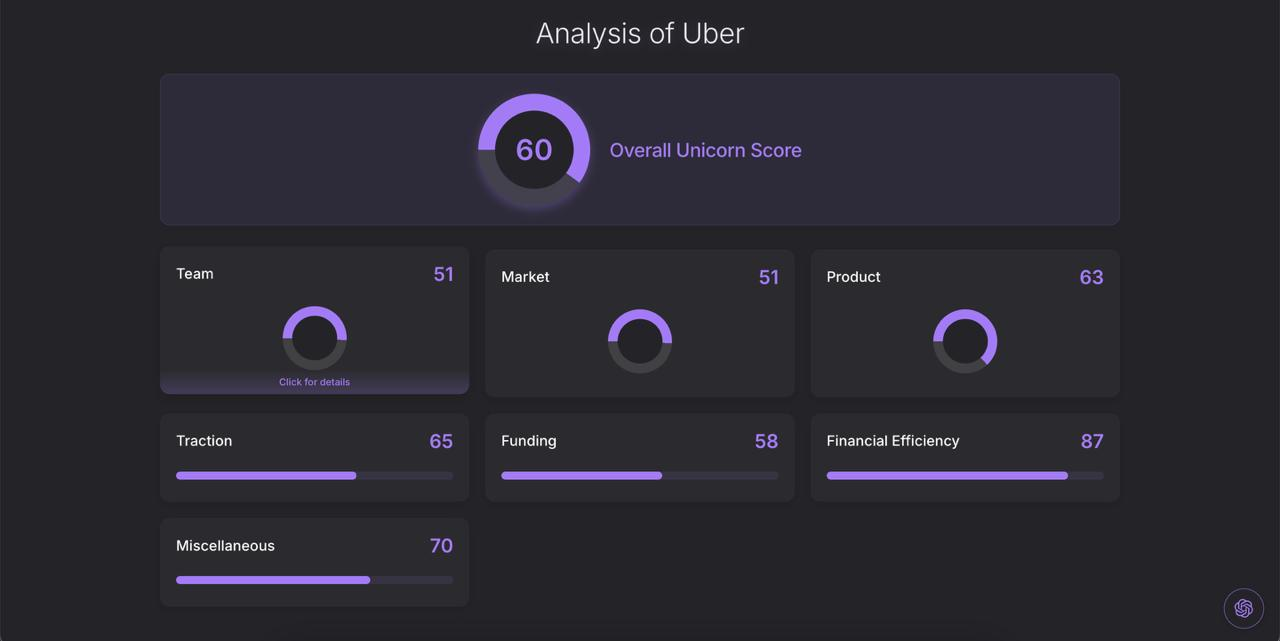 Analysis of Uber
60
Overall Unicorn Score
Team 51
Click for details
Market 51
Product 63
Traction 65
Funding 58
Financial Efficiency 87
Miscellaneous 70